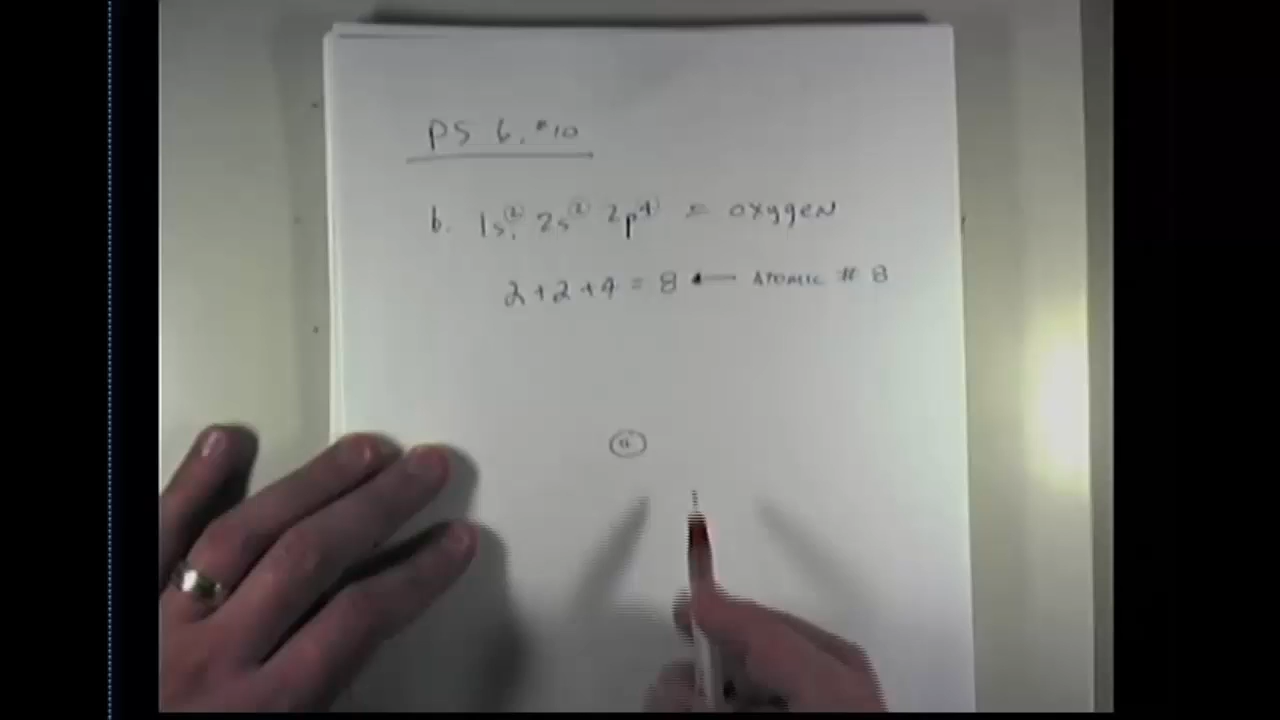 PS 6, #10
b. 1s² 2s² 2p⁴ = oxygen
2+2+4 = 8 ← ATOMIC # 8